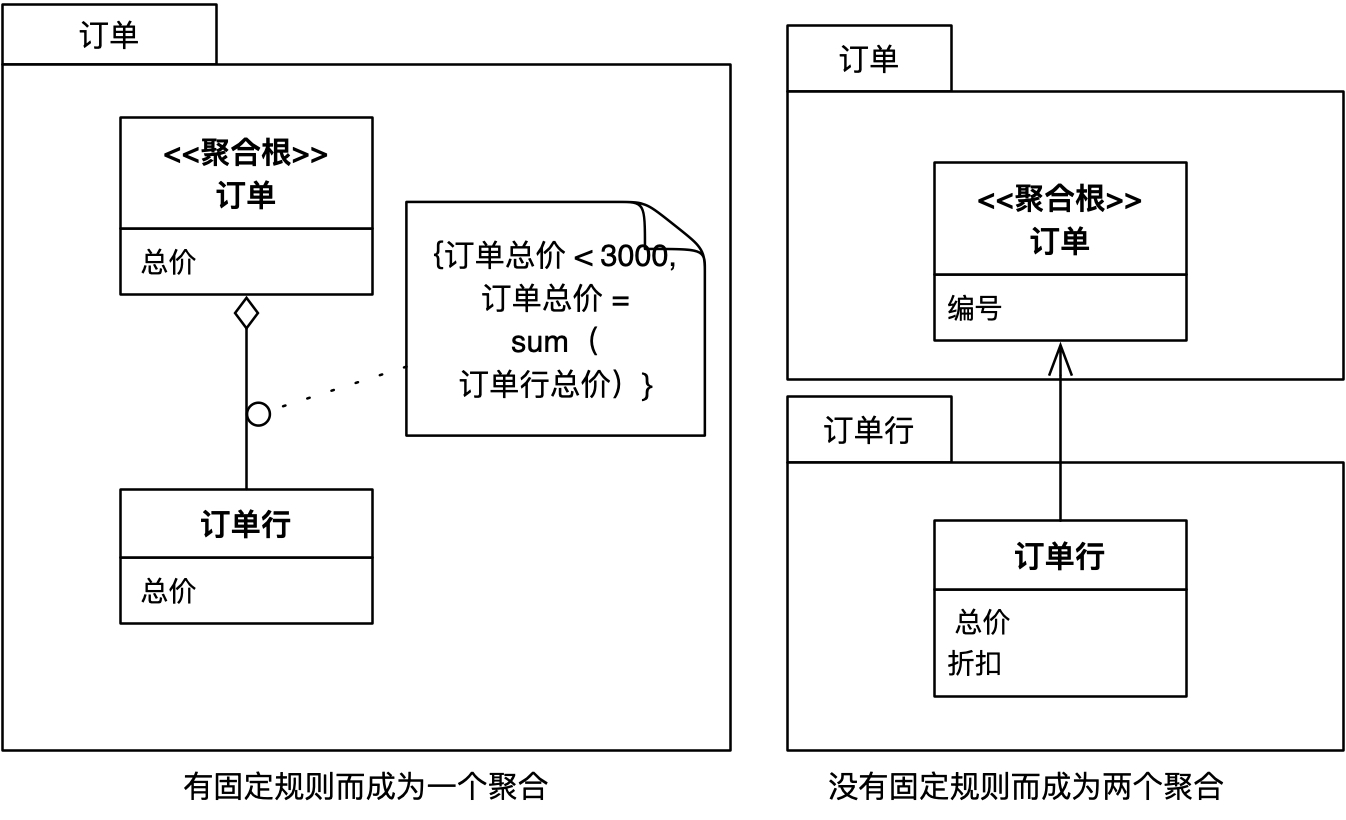 订单
<<聚合根>>
订单
总价
{订单总价 < 3000,
订单总价 =
sum （
订单行总价）}
订单行
总价
有固定规则而成为一个聚合
订单
<<聚合根>>
订单
编号
订单行
订单行
总价
折扣
没有固定规则而成为两个聚合